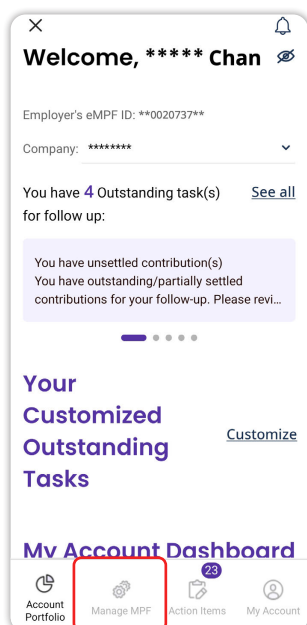 Welcome, ***** Chan
Employer's eMPF ID: **0020737**
Company: ********
You have 4 Outstanding task(s)
for follow up:
See all
You have unsettled contribution(s)
You have outstanding/partially settled
contributions for your follow-up. Please revi...
Your
Customized
Outstanding
Tasks
Customize
My Account Dashboard
23
Account
Portfolio
Manage MPF
Action Items
My Account